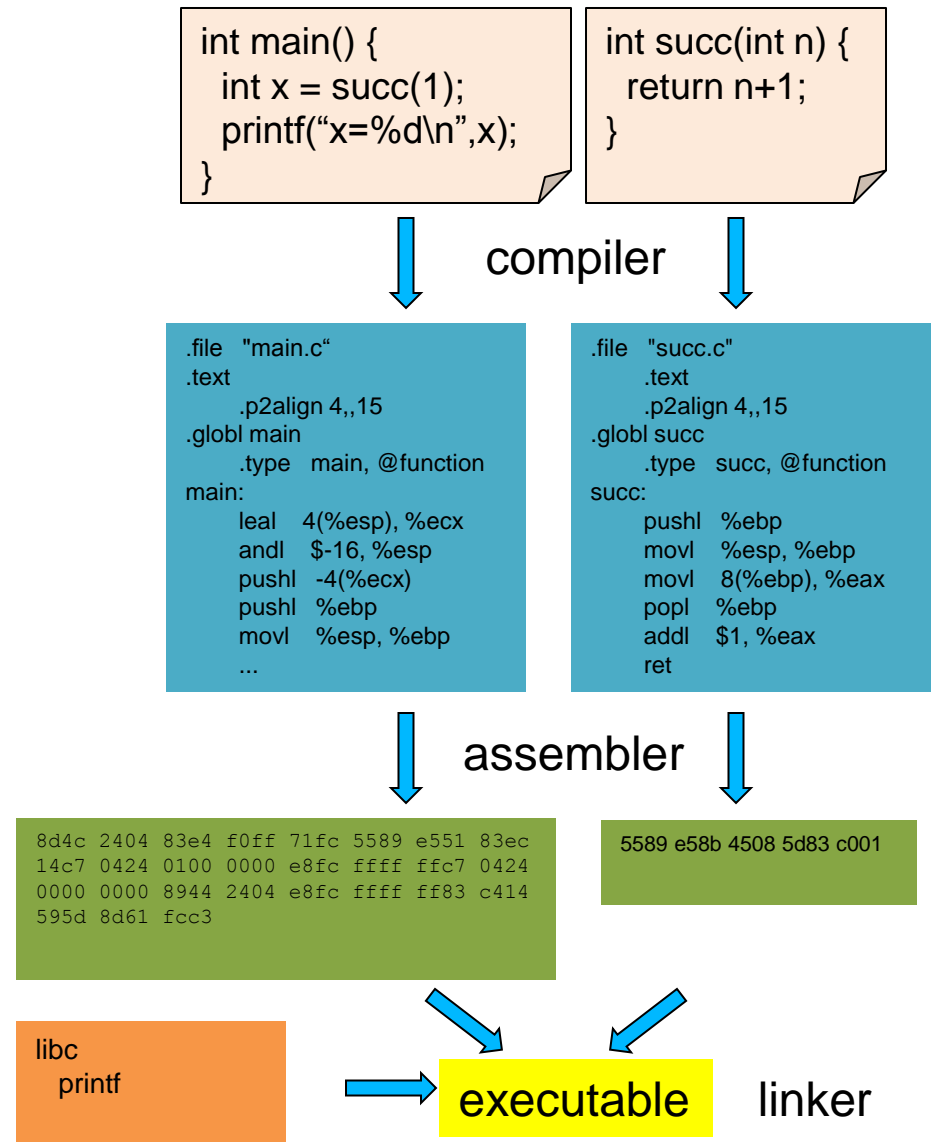 int main() {
int x = succ(1);
printf(“x=%d\n”,x);
}
int succ(int n) {
return n+1;
}
compiler
.file "main.c“
.text
.p2align 4,,15
.globl main
.type main, @function
main:
leal 4(%esp), %ecx
andl $-16, %esp
pushl -4(%ecx)
pushl %ebp
movl %esp, %ebp
...
.file "succ.c"
.text
.p2align 4,,15
.globl succ
.type succ, @function
succ:
pushl %ebp
movl %esp, %ebp
movl 8(%ebp), %eax
popl %ebp
addl $1, %eax
ret
assembler
8d4c 2404 83e4 f0ff 71fc 5589 e551 83ec
14c7 0424 0100 0000 e8fc ffff ffc7 0424
0000 0000 8944 2404 e8fc ffff ff83 c414
595d 8d61 fcc3
5589 e58b 4508 5d83 c001
libc
printf
executable
linker